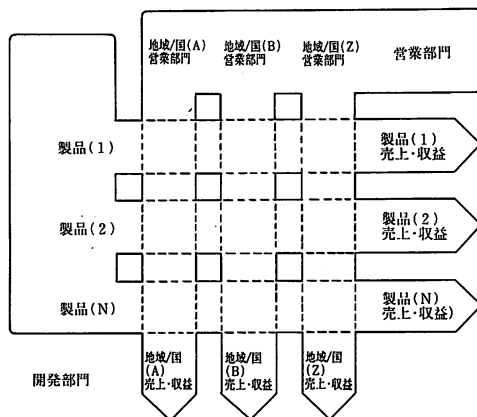 地域/国(A)
営業部門
地域/国(B)
営業部門
地域/国(Z)
営業部門
営業部門
製品(1)
製品(1)
売上・収益
製品(2)
製品(2)
売上・収益
製品(N)
製品(N)
売上・収益)
開発部門
地域/国
(A)
売上・収益
地域/国
(B)
売上・収益
地域/国
(Z)
売上・収益